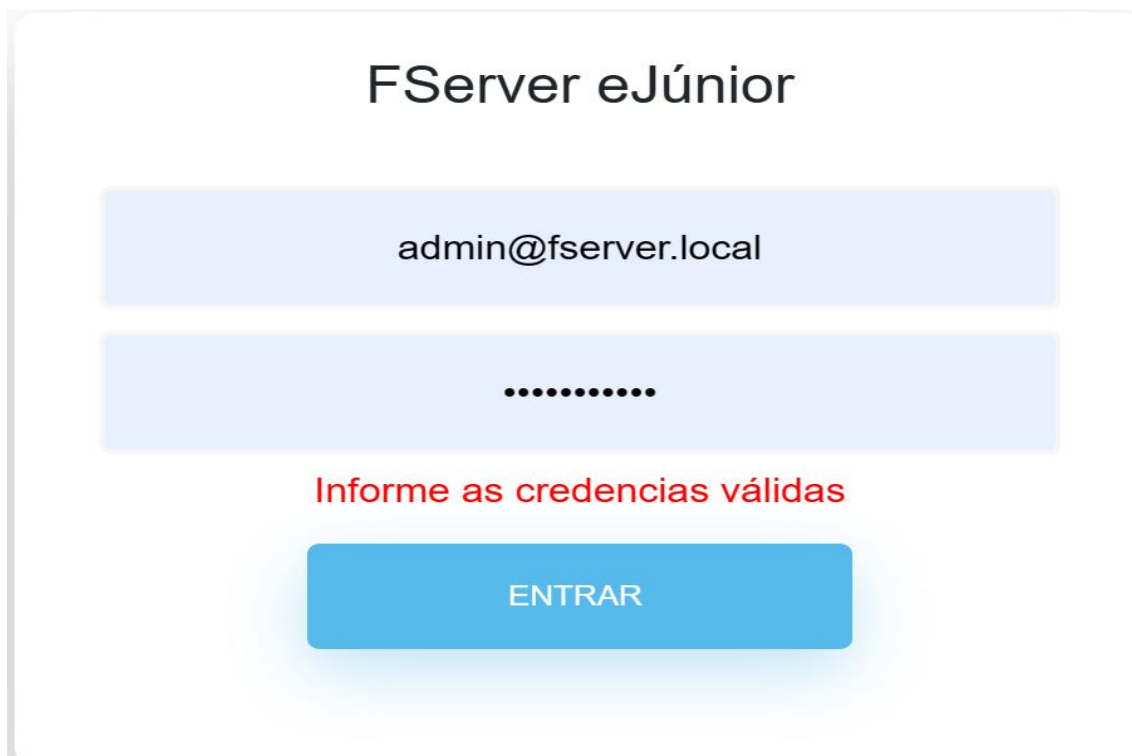 FServer eJúnior
admin@fserver.local
•••••••••••
Informe as credencias válidas
ENTRAR